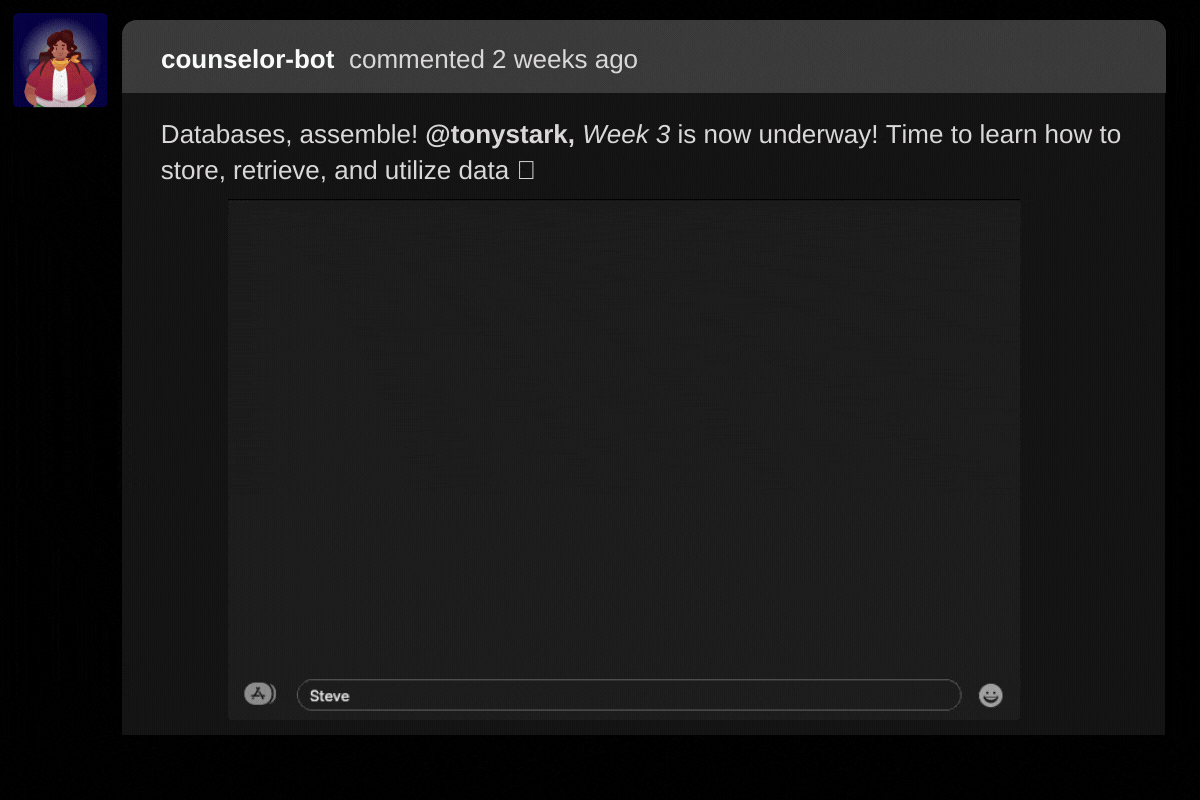 counselor-bot commented 2 weeks ago
Databases, assemble! @tonystark, Week 3 is now underway! Time to learn how to
store, retrieve, and utilize data
Steve